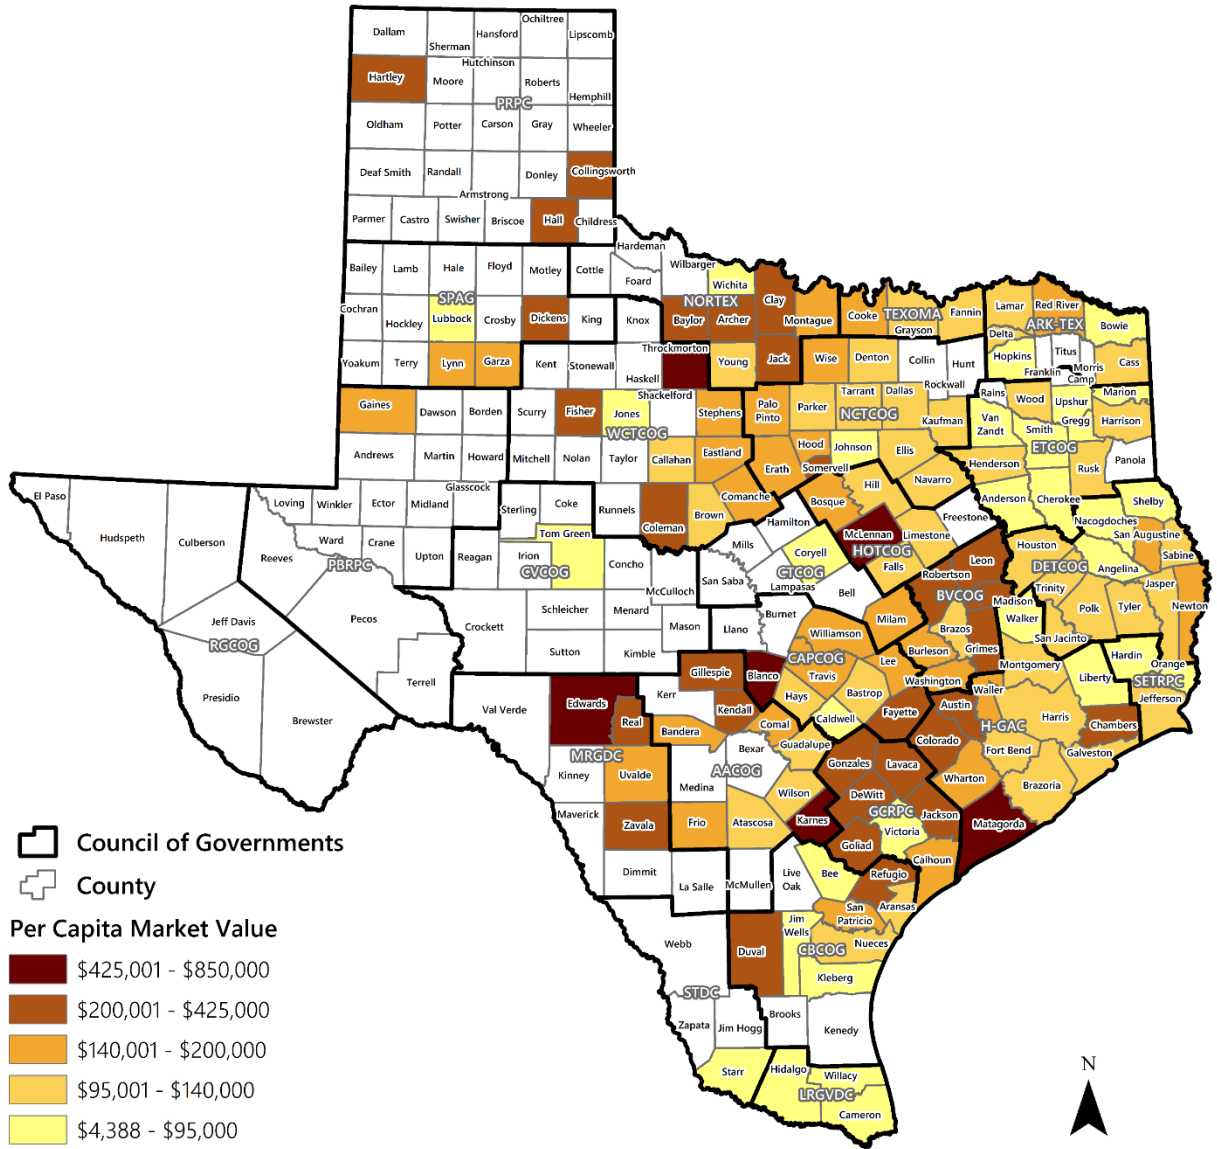 Ochiltree
Dallam
Sherman
Hansford
Lipscomb
Hutchinson
Hartley
Moore
Roberts
Hemphill
PRPC
Oldham
Potter
Carson
Gray
Wheeler
Deaf Smith
Randall
Donley
Collingsworth
Armstrong
Parmer
Castro
Swisher
Briscoe
Hall
Childress
Hardeman
Bailey
Lamb
Hale
Floyd
Motley
Cottle
Foard
Wilbarger
Wichita
Clay
SPAG
NORTEX
Cochran
Hockley
Lubbock
Crosby
Dickens
King
Knox
Baylor
Archer
Montague
Cooke
TEXOMA
Grayson
Fannin
Lamar
Red River
ARK-TEX
Bowie
Delta
Yoakum
Terry
Lynn
Garza
Kent
Stonewall
Haskell
Throckmorton
Young
Jack
Wise
Denton
Collin
Hunt
Rockwall
Hopkins
Franklin
Titus
Morris
Camp
Cass
Gaines
Dawson
Borden
Scurry
Fisher
Jones
Shackelford
Stephens
WCTCOG
Palo
Pinto
Parker
Tarrant
Dallas
NCTCOG
Kaufman
Rains
Wood
Upshur
Marion
Van
Zandt
Smith
Gregg
Harrison
ETCOG
Andrews
Martin
Howard
Mitchell
Nolan
Taylor
Callahan
Eastland
Erath
Hood
Johnson
Somervell
Ellis
Navarro
Henderson
Rusk
Panola
El Paso
Hudspeth
Culberson
Loving
Winkler
Ector
Midland
Glasscock
Sterling
Coke
Runnels
Coleman
Brown
Comanche
Bosque
Hill
Freestone
Anderson
Cherokee
Shelby
Nacogdoches
San Augustine
Sabine
Reeves
Ward
Crane
Upton
Reagan
Irion
Tom Green
Concho
CVCOG
PBRPC
McCulloch
Mills
Hamilton
San Saba
Coryell
CTCOG
Lampasas
Bell
McLennan
HOTCOG
Limestone
Falls
Leon
Robertson
BVCOG
Houston
DETCOG
Angelina
Trinity
Polk
Tyler
Jasper
Newton
Madison
Walker
San Jacinto
Jeff Davis
RGCOG
Pecos
Crockett
Schleicher
Menard
Mason
Sutton
Kimble
Llano
Burnet
Williamson
Milam
Brazos
Grimes
Burleson
Lee
Washington
Montgomery
Liberty
Hardin
Orange
SETRPC
Jefferson
Presidio
Brewster
Terrell
Val Verde
Edwards
Real
Kerr
Gillespie
Blanco
Kendall
CAPCOG
Travis
Hays
Bastrop
Caldwell
Fayette
Austin
Waller
H-GAC
Harris
Chambers
Galveston
Colorado
Fort Bend
Brazoria
Wharton
Matagorda
MRGDC
Kinney
Uvalde
Bandera
Comal
Bexar
Guadalupe
AACOG
Medina
Wilson
Gonzales
Lavaca
DeWitt
GCRPC
Victoria
Jackson
Goliad
Calhoun
Maverick
Zavala
Frio
Atascosa
Karnes
Dimmit
La Salle
McMullen
Live
Oak
Bee
Refugio
San
Patricio
Aransas
Webb
Duval
Jim
Wells
Nueces
CBCOG
Kleberg
STDC
Zapata
Jim Hogg
Brooks
Kenedy
Starr
Hidalgo
Willacy
LRGVDC
Cameron
Council of Governments
County
Per Capita Market Value
$425,001 - $850,000
$200,001 - $425,000
$140,001 - $200,000
$95,001 - $140,000
$4,388 - $95,000
N